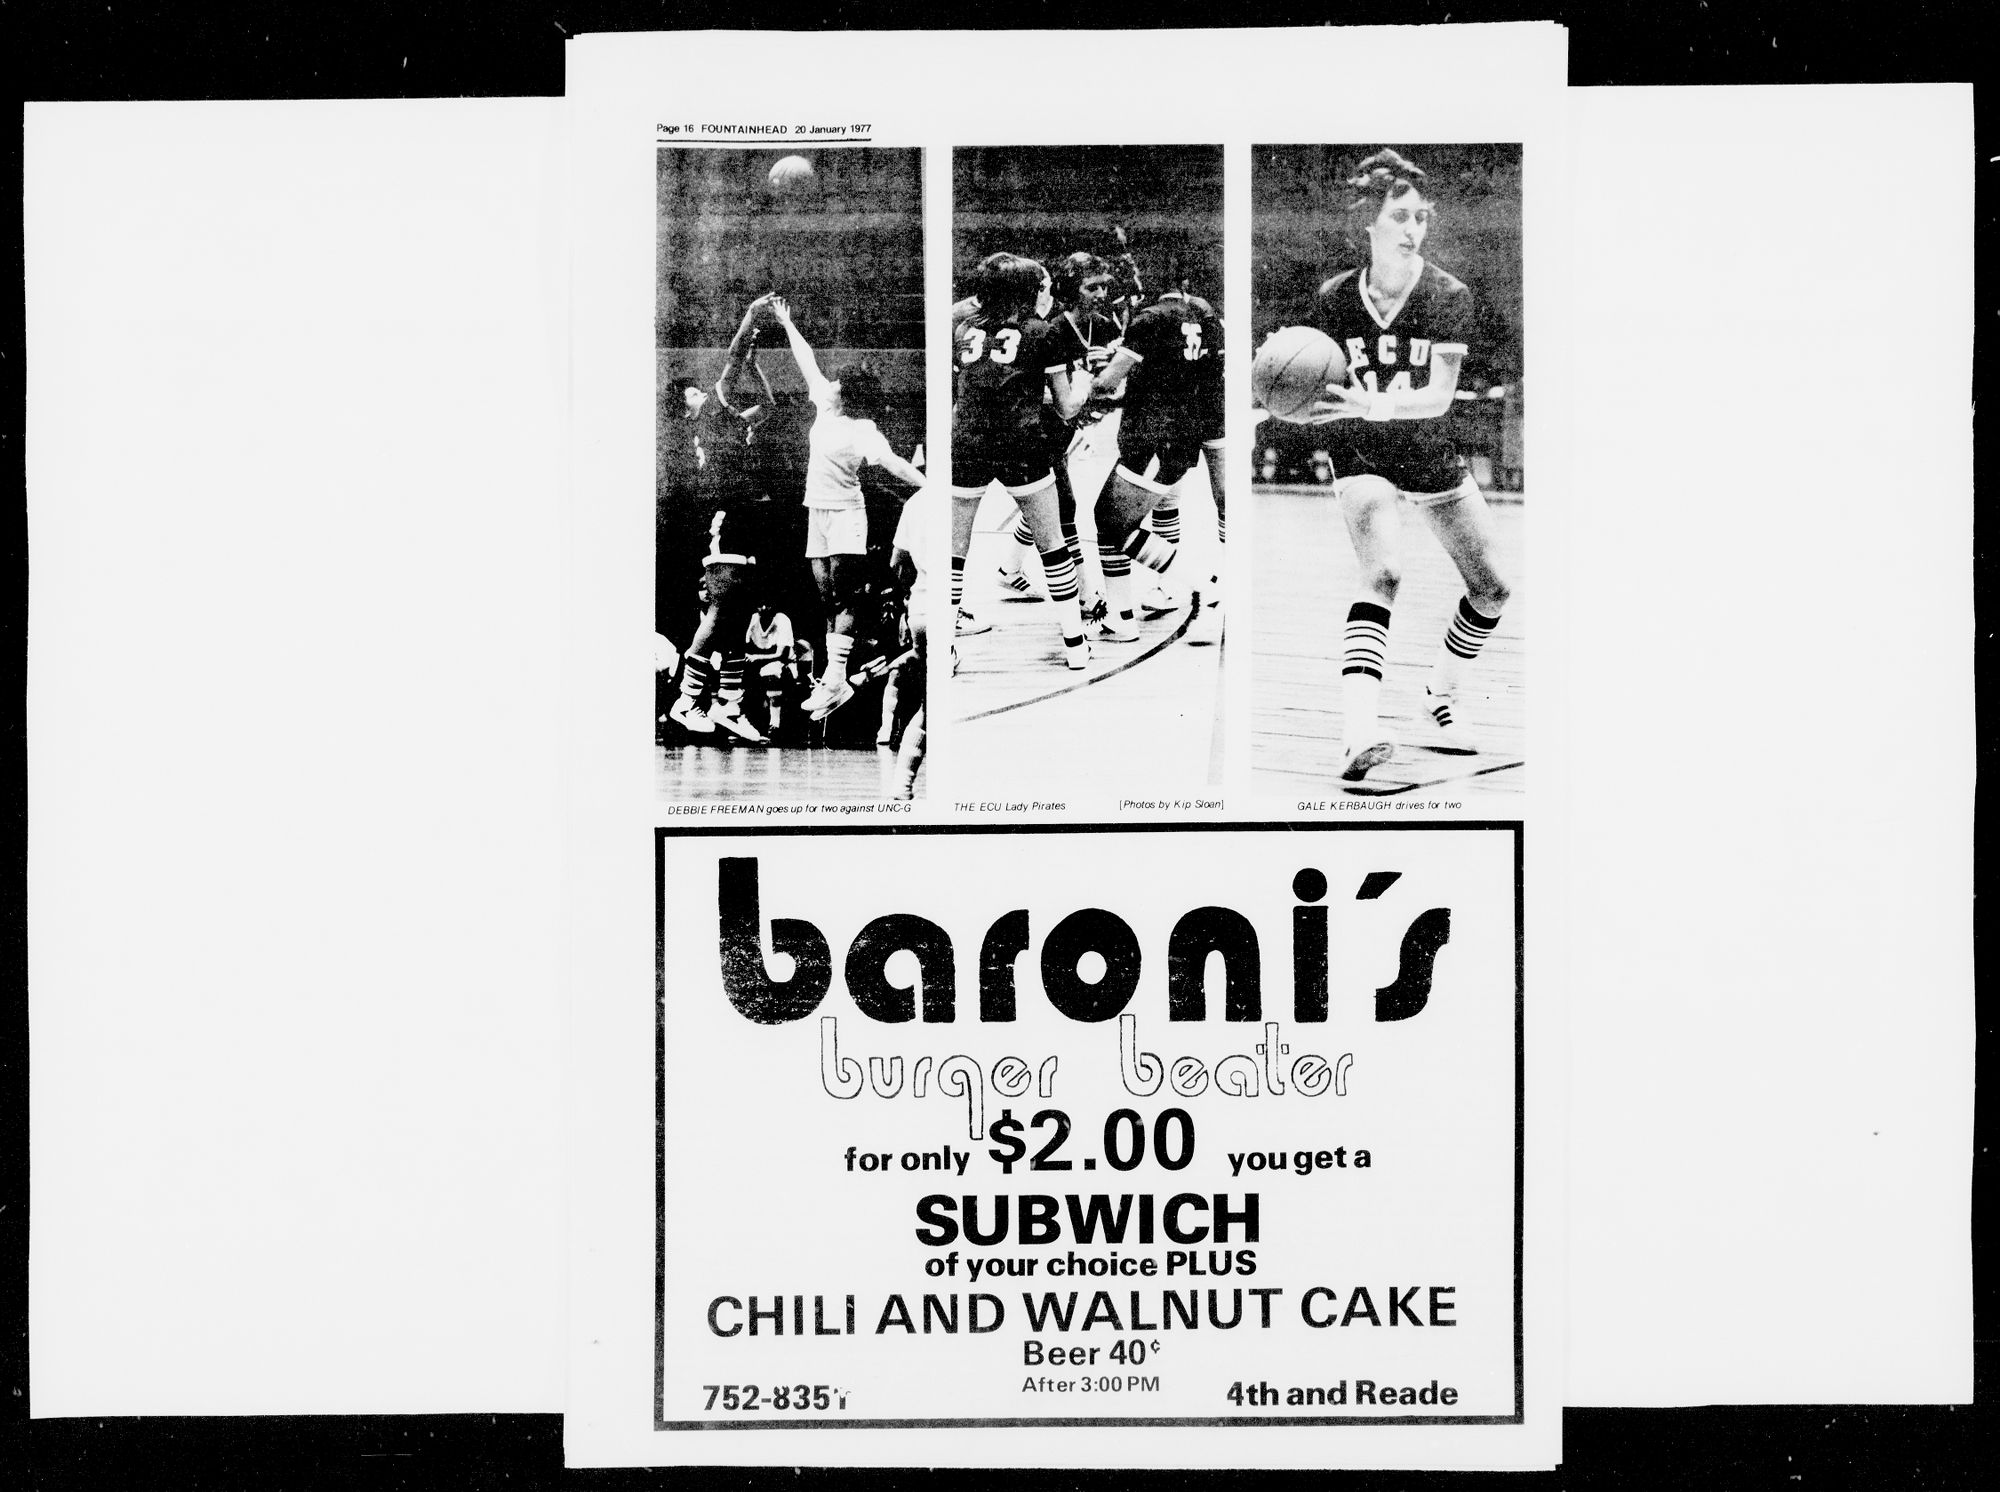 Page 16 FOUNTAINHEAD 20 January 1977
33
ECU
14
DEBBIE FREEMAN goes up for two against UNC-G
THE ECU Lady Pirates [Photos by Kip Sloan]
GALE KERBAUGH drives for two
baroni's
burger beater
for only $2.00 you get a
SUBWICH
of your choice PLUS
CHILI AND WALNUT CAKE
Beer 40¢
After 3:00 PM
4th and Reade